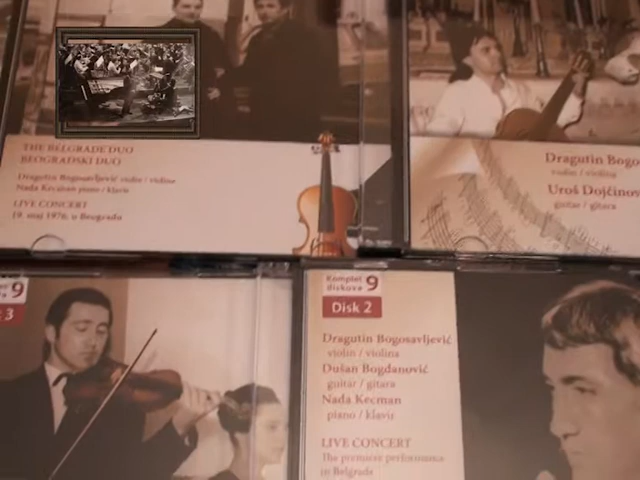 THE BELGRADE DUO
BEOGRADSKI DUO
Dragutin Bogosavljević violin / violina
Nada Kecman piano / klavir
LIVE CONCERT
19. maj 1976. u Beogradu
Dragutin Bogo
violin / violina
Uroš Dojčinov
guitar / gitara
9
3
Komplet
diskova 9
Disk 2
Dragutin Bogosavljević
violin / violina
Dušan Bogdanović
guitar / gitara
Nada Kecman
piano / klavir
LIVE CONCERT
The premiere performance
in Belgrade